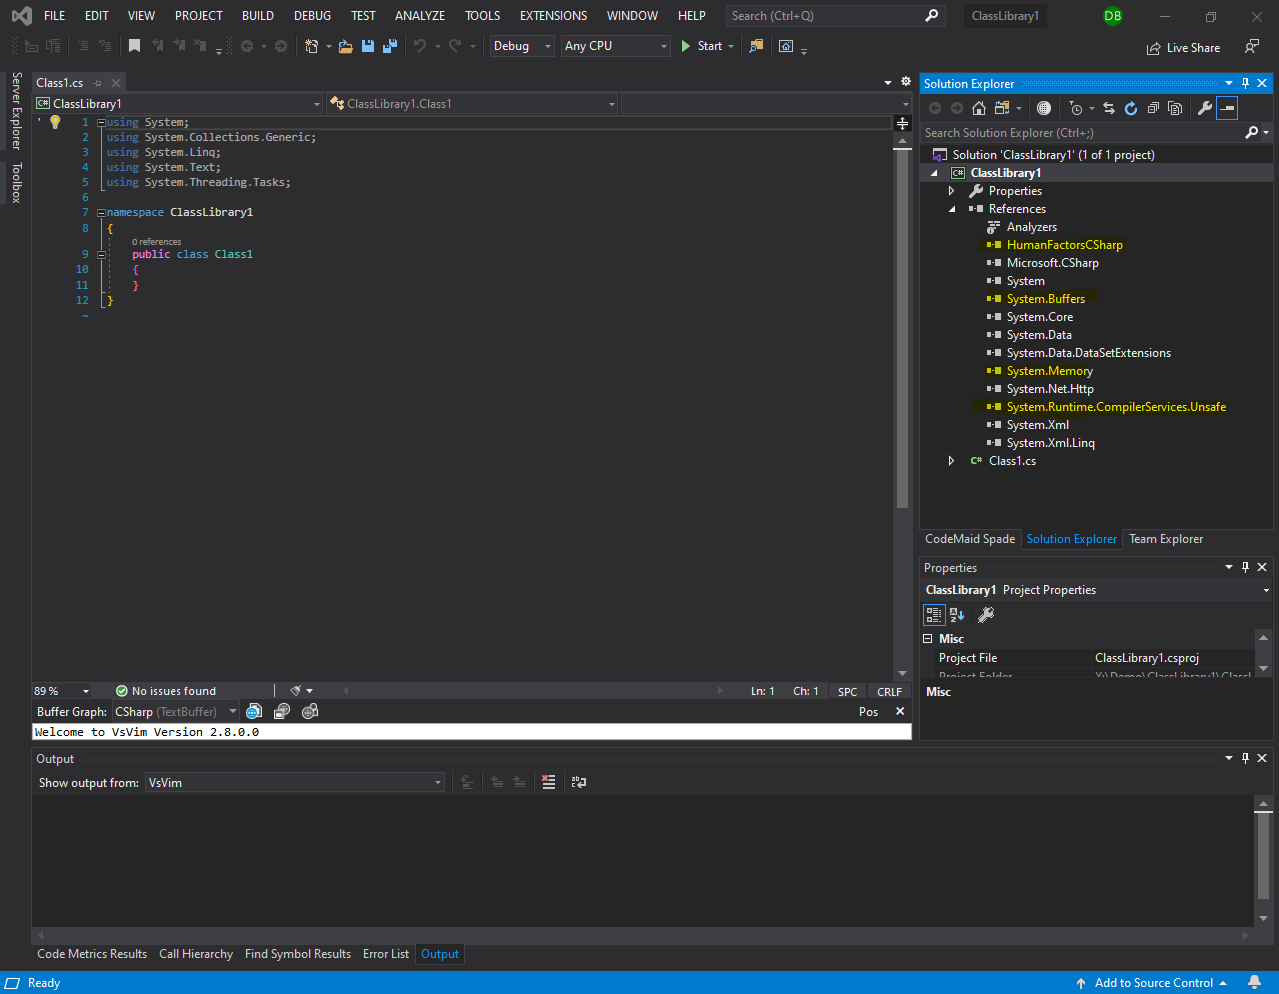 FILE EDIT VIEW PROJECT BUILD DEBUG TEST ANALYZE TOOLS EXTENSIONS WINDOW HELP Search (Ctrl+Q) ClassLibrary1 DB
Debug Any CPU Start Live Share
Server Explorer
Toolbox
Class1.cs
ClassLibrary1 ClassLibrary1.Class1
1 using System;
2 using System.Collections.Generic;
3 using System.Linq;
4 using System.Text;
5 using System.Threading.Tasks;
6
7 namespace ClassLibrary1
8 {
0 references
9 public class Class1
10 {
11 }
12 }
~
89 % No issues found Ln: 1 Ch: 1 SPC CRLF
Buffer Graph: CSharp (TextBuffer) Pos
Welcome to VsVim Version 2.8.0.0
Solution Explorer
Search Solution Explorer (Ctrl+;)
Solution 'ClassLibrary1' (1 of 1 project)
C# ClassLibrary1
Properties
References
Analyzers
HumanFactorsCSharp
Microsoft.CSharp
System
System.Buffers
System.Core
System.Data
System.Data.DataSetExtensions
System.Memory
System.Net.Http
System.Runtime.CompilerServices.Unsafe
System.Xml
System.Xml.Linq
C# Class1.cs
CodeMaid Spade Solution Explorer Team Explorer
Properties
ClassLibrary1 Project Properties
Misc
Project File ClassLibrary1.csproj
Project Folder Y:\Demo\ClassLibrary1\Classl
Misc
Output
Show output from: VsVim
Code Metrics Results Call Hierarchy Find Symbol Results Error List Output
Ready Add to Source Control